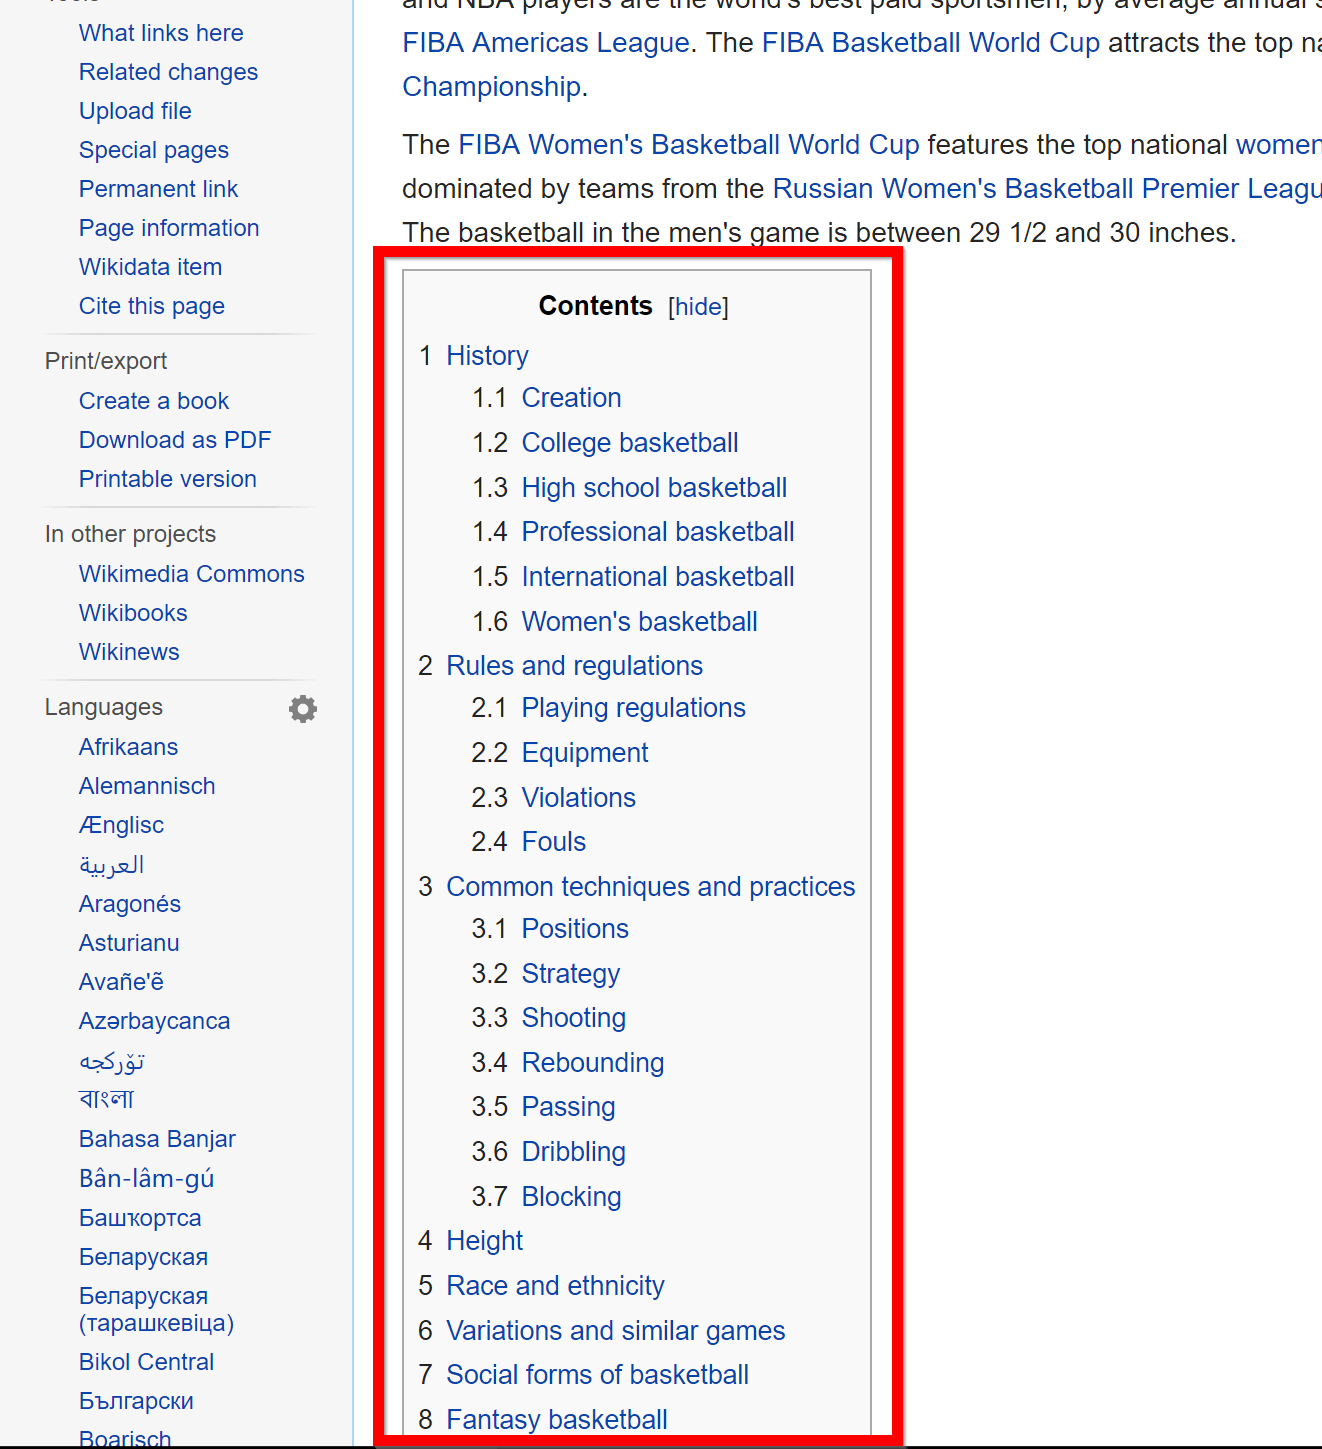 Tools
What links here
Related changes
Upload file
Special pages
Permanent link
Page information
Wikidata item
Cite this page
Print/export
Create a book
Download as PDF
Printable version
In other projects
Wikimedia Commons
Wikibooks
Wikinews
Languages
Afrikaans
Alemannisch
Ænglisc
العربية
Aragonés
Asturianu
Avañe'ẽ
Azərbaycanca
تۆرکجه
বাংলা
Bahasa Banjar
Bân-lâm-gú
Башҡортса
Беларуская
Беларуская
(тарашкевіца)
Bikol Central
Български
Boarisch
and NBA players are the world's best paid sportsmen, by average annual
FIBA Americas League. The FIBA Basketball World Cup attracts the top
Championship.
The FIBA Women's Basketball World Cup features the top national women
dominated by teams from the Russian Women's Basketball Premier Leagu
The basketball in the men's game is between 29 1/2 and 30 inches.
Contents [hide]
1 History
1.1 Creation
1.2 College basketball
1.3 High school basketball
1.4 Professional basketball
1.5 International basketball
1.6 Women's basketball
2 Rules and regulations
2.1 Playing regulations
2.2 Equipment
2.3 Violations
2.4 Fouls
3 Common techniques and practices
3.1 Positions
3.2 Strategy
3.3 Shooting
3.4 Rebounding
3.5 Passing
3.6 Dribbling
3.7 Blocking
4 Height
5 Race and ethnicity
6 Variations and similar games
7 Social forms of basketball
8 Fantasy basketball